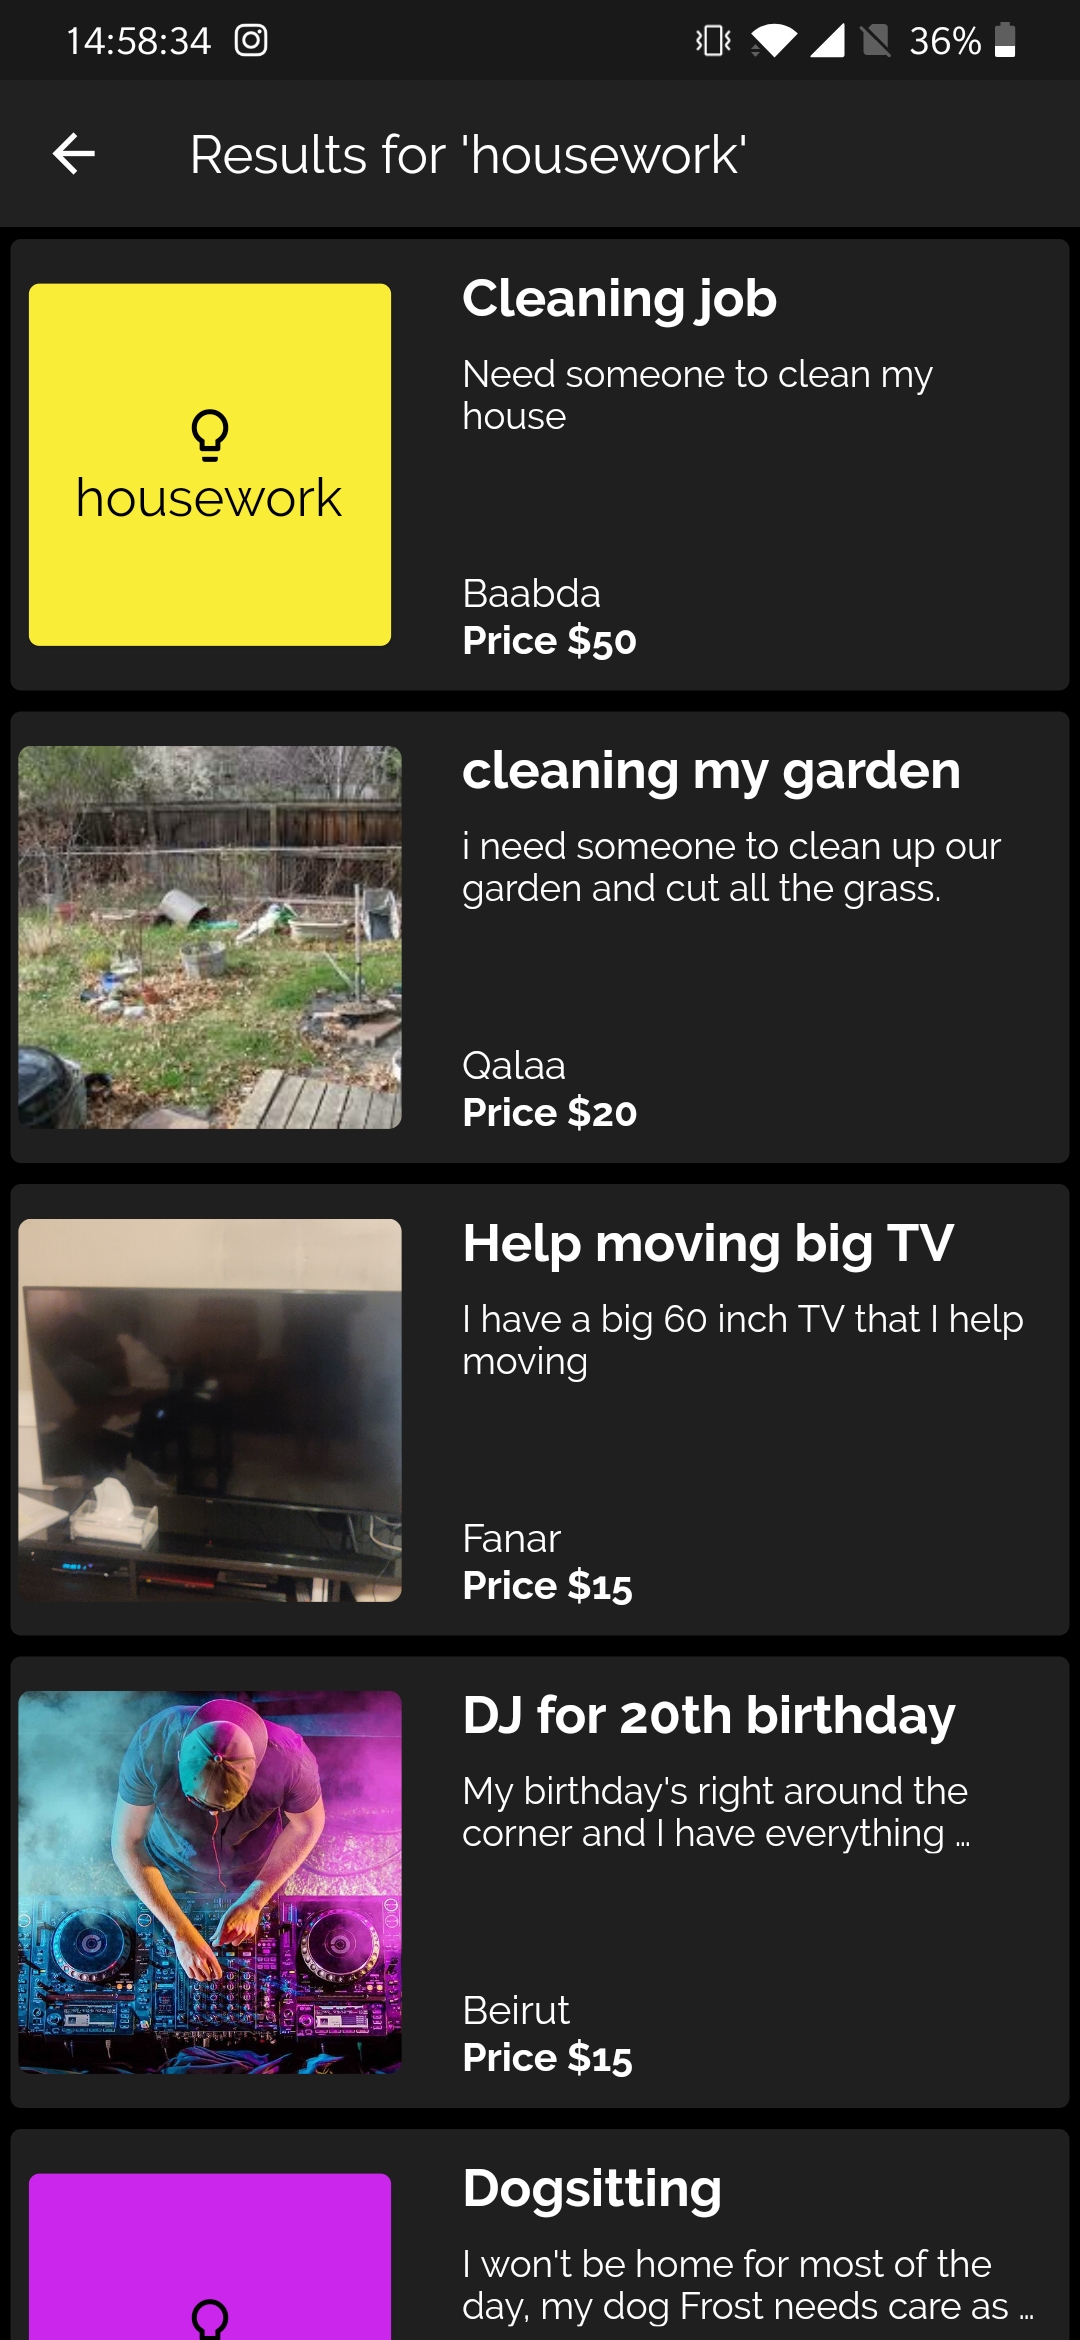 14:58:34
36%
Results for 'housework'
housework
Cleaning job
Need someone to clean my
house
Baabda
Price $50
cleaning my garden
i need someone to clean up our
garden and cut all the grass.
Qalaa
Price $20
Help moving big TV
I have a big 60 inch TV that I help
moving
Fanar
Price $15
DJ for 20th birthday
My birthday's right around the
corner and I have everything ...
Beirut
Price $15
Dogsitting
I won't be home for most of the
day, my dog Frost needs care as ...